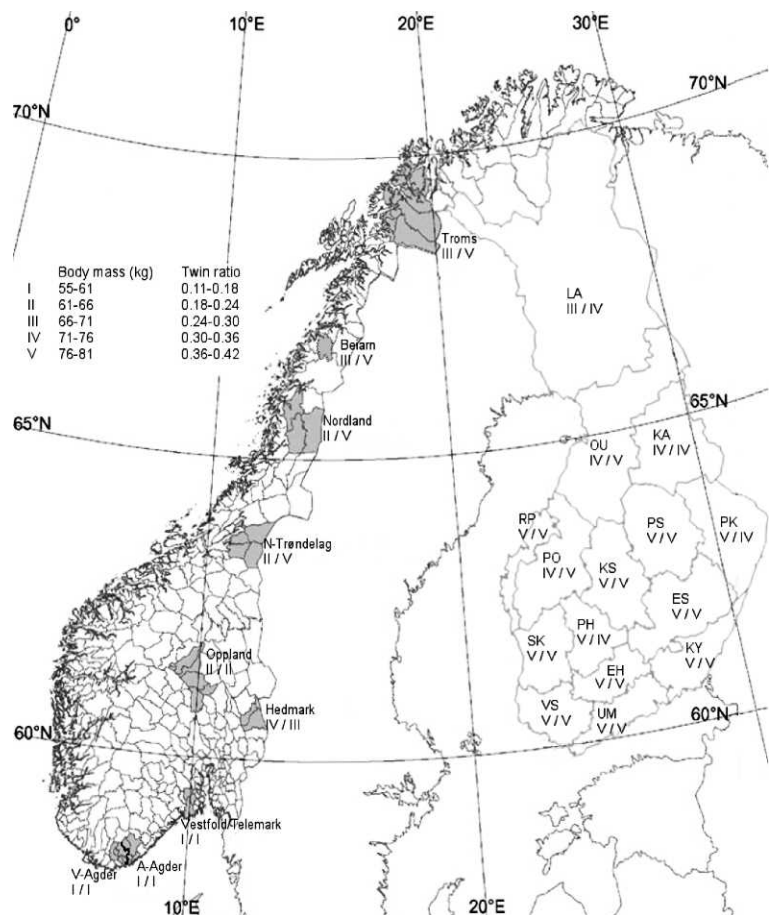 0°
10°E
20°E
30°E
70°N
70°N
Troms
III / V
Body mass (kg) Twin ratio
I 55-61 0.11-0.18
II 61-66 0.18-0.24
III 66-71 0.24-0.30
IV 71-76 0.30-0.36
V 76-81 0.36-0.42
LA
III / IV
Beiarn
III / V
65°N
65°N
Nordland
II / V
OU
IV / V
KA
IV / IV
RP
V / V
PS
V / V
PK
V / IV
N-Trøndelag
II / V
PO
IV / V
KS
V / V
ES
V / V
Oppland
II / II
SK
V / V
PH
V / IV
KY
V / V
EH
V / V
Hedmark
IV / III
VS
V / V
UM
V / V
60°N
60°N
Vestfold/Telemark
I / I
V-Agder
I / I
A-Agder
I / I
10°E
20°E